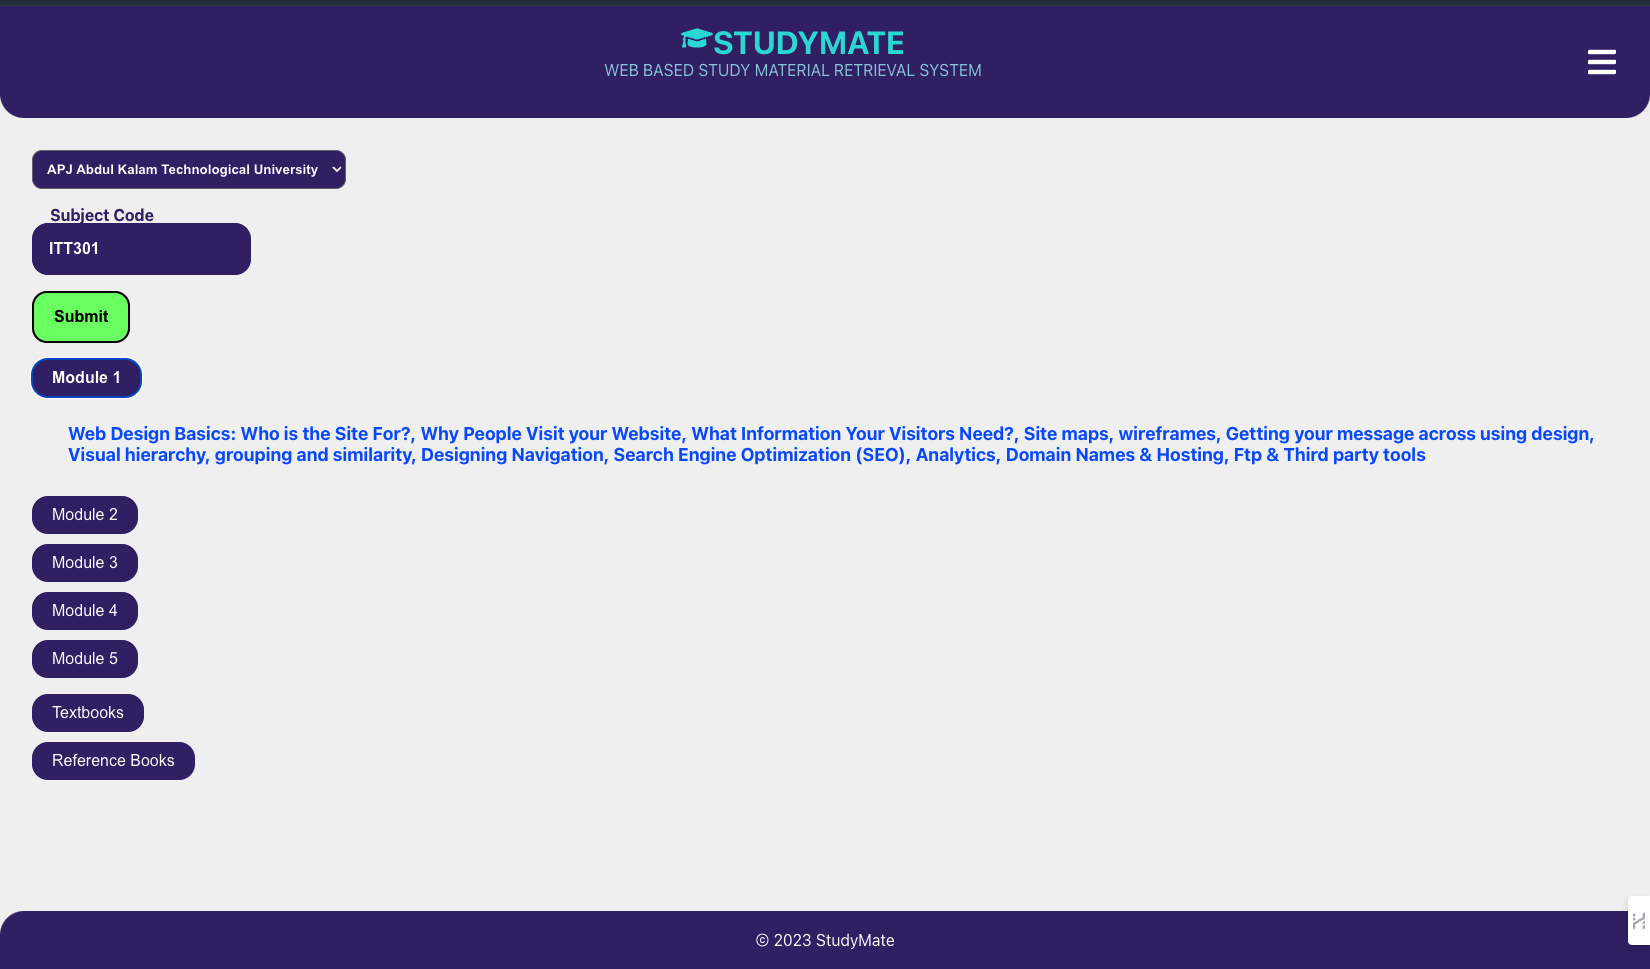 STUDYMATE
WEB BASED STUDY MATERIAL RETRIEVAL SYSTEM
APJ Abdul Kalam Technological University
Subject Code
ITT301
Submit
Module 1
Web Design Basics: Who is the Site For?, Why People Visit your Website, What Information Your Visitors Need?, Site maps, wireframes, Getting your message across using design,
Visual hierarchy, grouping and similarity, Designing Navigation, Search Engine Optimization (SEO), Analytics, Domain Names & Hosting, Ftp & Third party tools
Module 2
Module 3
Module 4
Module 5
Textbooks
Reference Books
© 2023 StudyMate